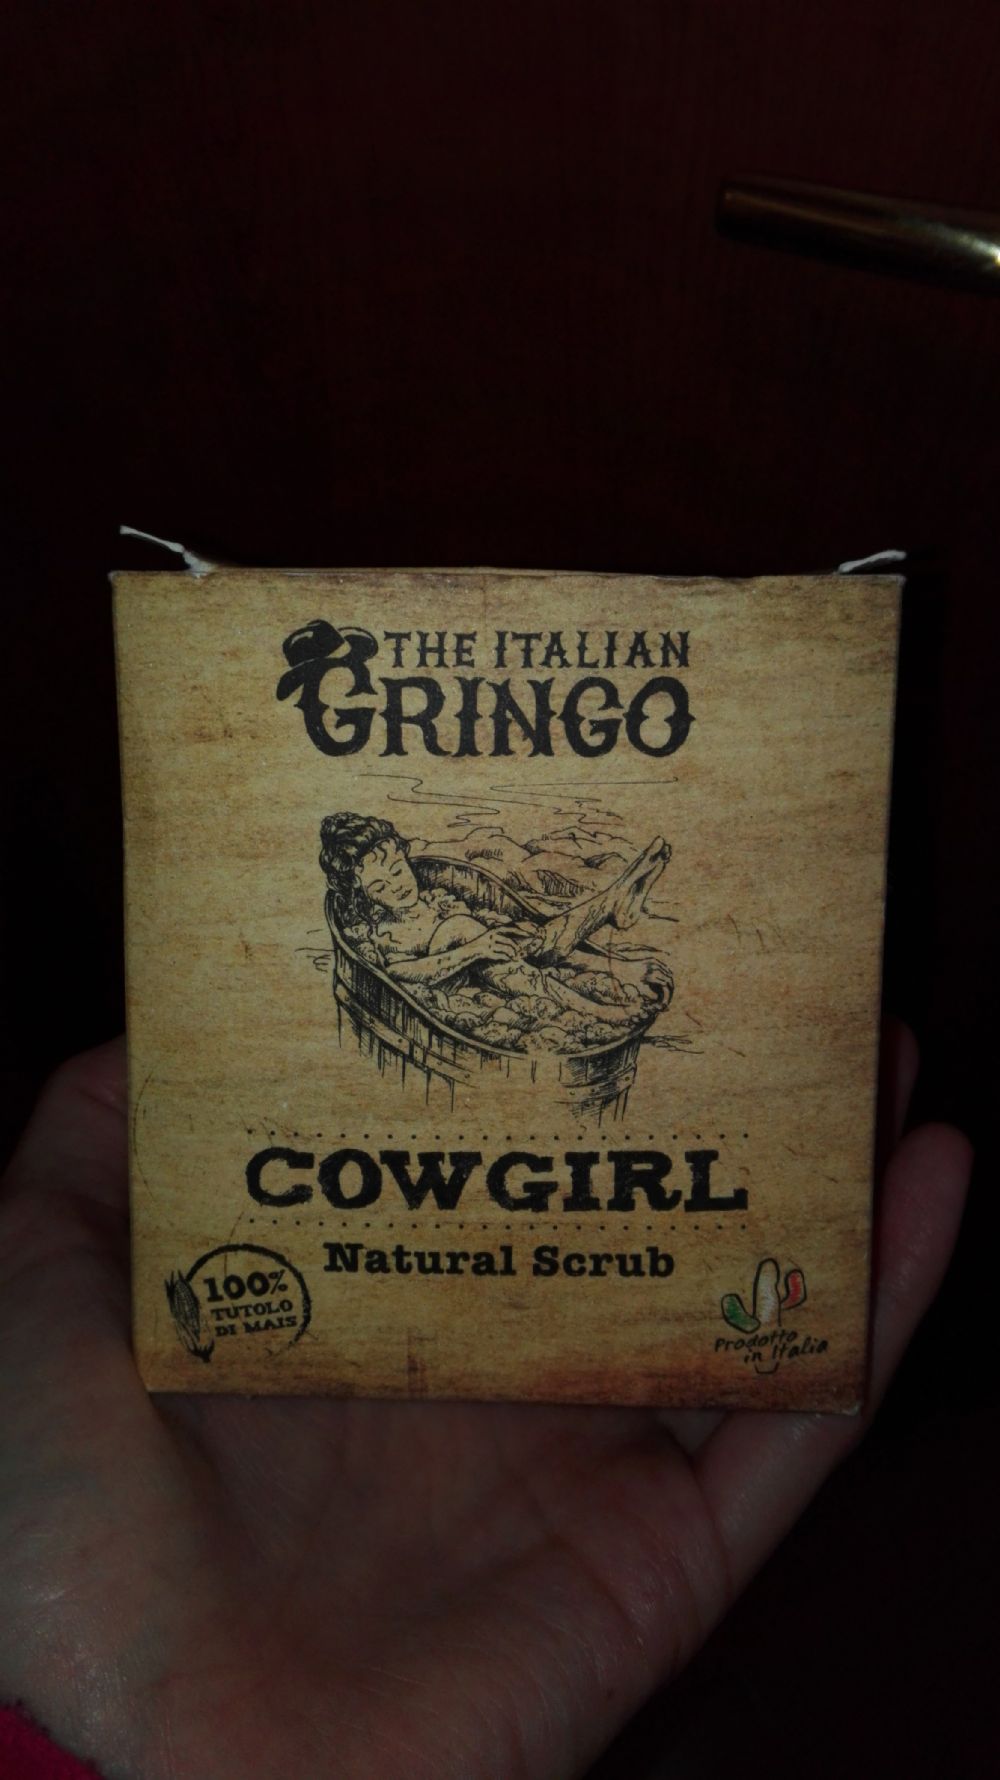 THE ITALIAN
GRINGO
COWGIRL
Natural Scrub
100%
TUTOLO
DI MAIS
Prodotto
in Italia